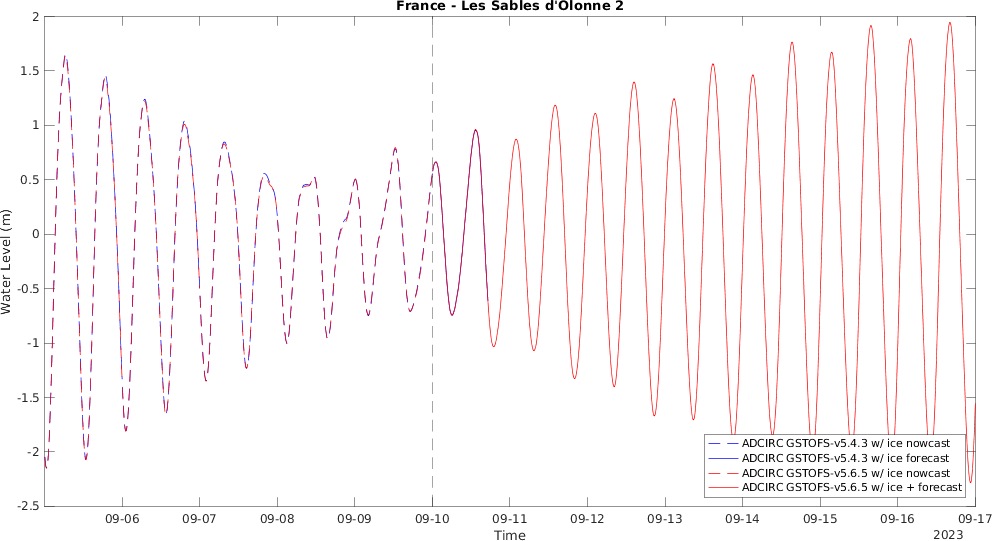 France - Les Sables d'Olonne 2
Water Level (m)
2
1.5
1
0.5
0
-0.5
-1
-1.5
-2
-2.5
ADCIRC GSTOFS-v5.4.3 w/ ice nowcast
ADCIRC GSTOFS-v5.4.3 w/ ice forecast
ADCIRC GSTOFS-v5.6.5 w/ ice nowcast
ADCIRC GSTOFS-v5.6.5 w/ ice + forecast
09-06 09-07 09-08 09-09 09-10 09-11 09-12 09-13 09-14 09-15 09-16 09-17
Time
2023